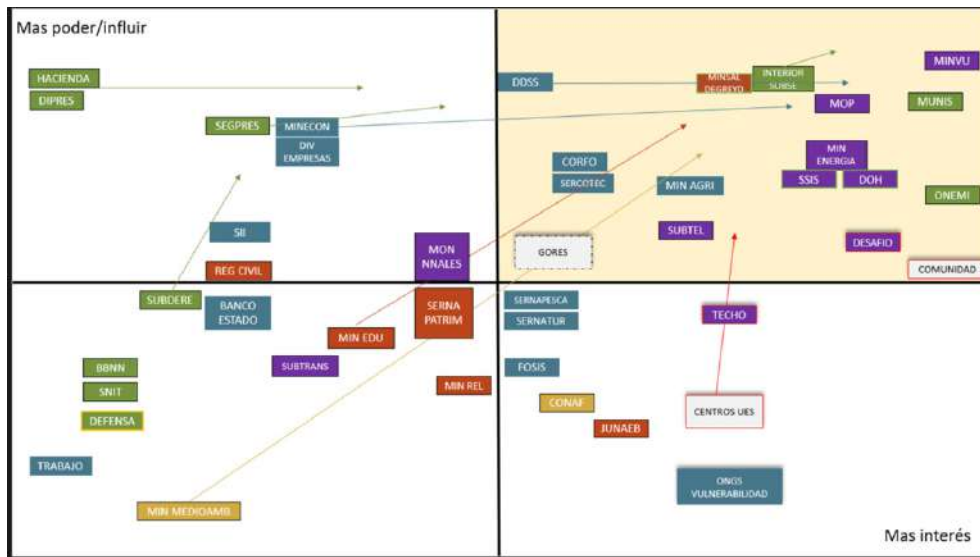 Mas poder/influir
HACIENDA
DIPRES
SEGPRES
MINECON
DIV
EMPRESAS
SII
REG CIVIL
MON
NNALES
DDSS
MINSAL
DEGREYD
INTERIOR
SUBSE
MINVU
MOP
MUNIS
CORFO
SERCOTEC
MIN AGRI
MIN
ENERGIA
SSIS
DOH
ONEMI
GORES
SUBTEL
DESAFIO
COMUNIDAD
SUBDERE
BANCO
ESTADO
SERNA
PATRIM
MIN EDU
SUBTRANS
MIN REL
BBNN
SNIT
DEFENSA
TRABAJO
MIN MEDIOAMB
SERNAPESCA
SERNATUR
TECHO
FOSIS
CONAF
JUNAEB
CENTROS UES
ONGS
VULNERABILIDAD
Mas interés